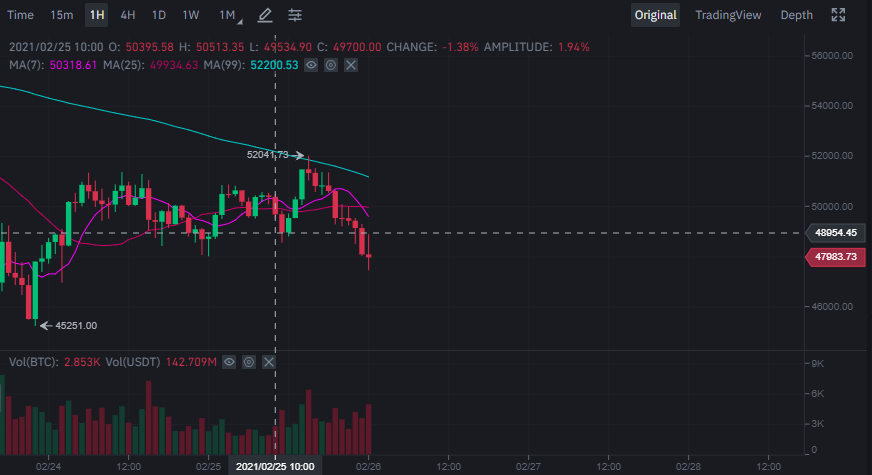 Time 15m 1H 4H 1D 1W 1M Original TradingView Depth
2021/02/25 10:00 O: 50395.58 H: 50513.35 L: 49534.90 C: 49700.00 CHANGE: -1.38% AMPLITUDE: 1.94%
MA(7): 50318.61 MA(25): 49934.63 MA(99): 52200.53
56000.00
54000.00
52041.73
52000.00
50000.00
48954.45
47983.73
46000.00
45251.00
Vol(BTC): 2.853K Vol(USDT) 142.709M
9K
6K
3K
0
02/24 12:00 02/25 2021/02/25 10:00 02/26 12:00 02/27 12:00 02/28 12:00